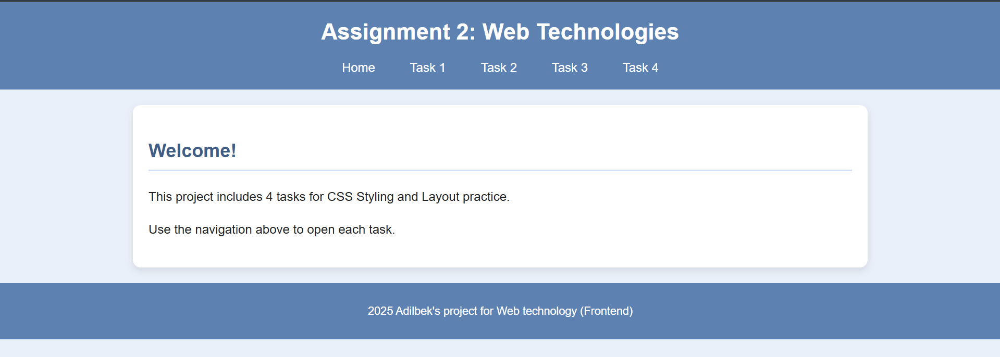 Assignment 2: Web Technologies
Home Task 1 Task 2 Task 3 Task 4
Welcome!
This project includes 4 tasks for CSS Styling and Layout practice.
Use the navigation above to open each task.
2025 Adilbek's project for Web technology (Frontend)